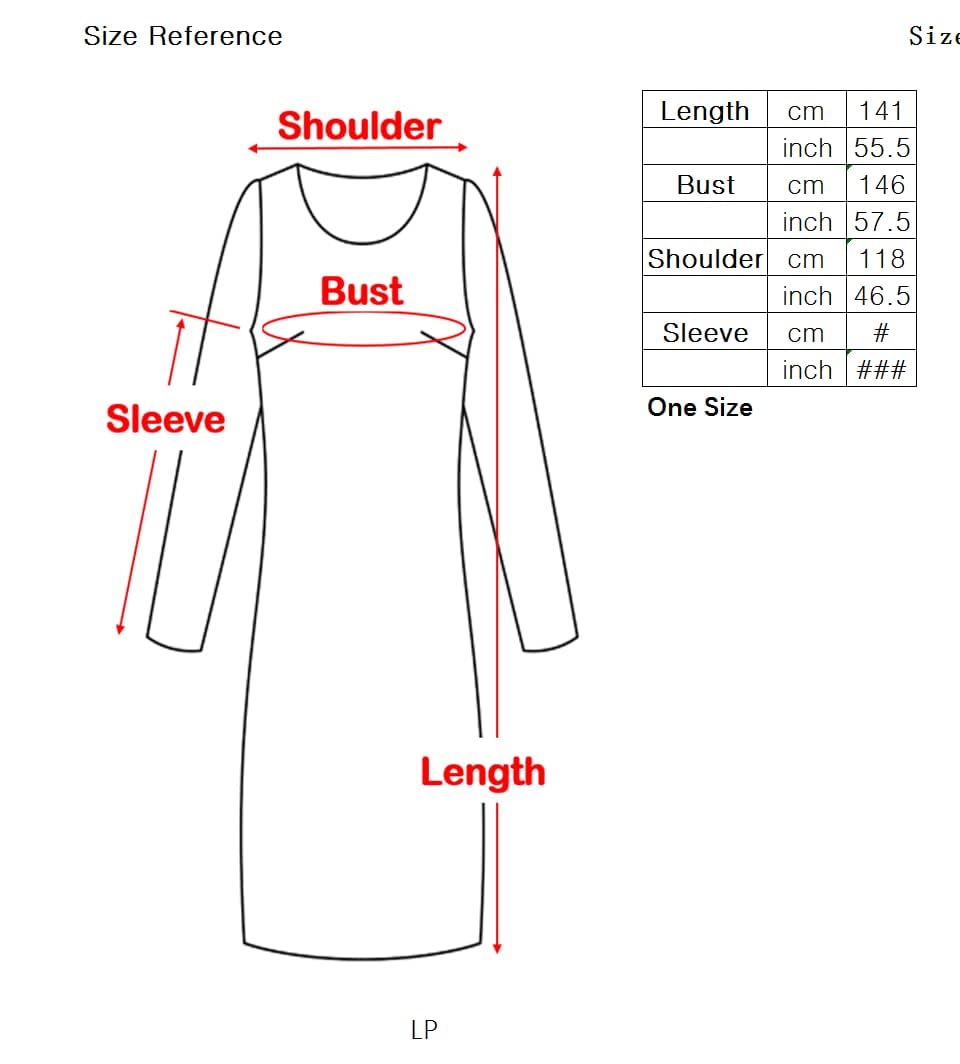 Size Reference
Size
Shoulder
Bust
Sleeve
Length
Length cm 141
inch 55.5
Bust cm 146
inch 57.5
Shoulder cm 118
inch 46.5
Sleeve cm #
inch ###
One Size
LP